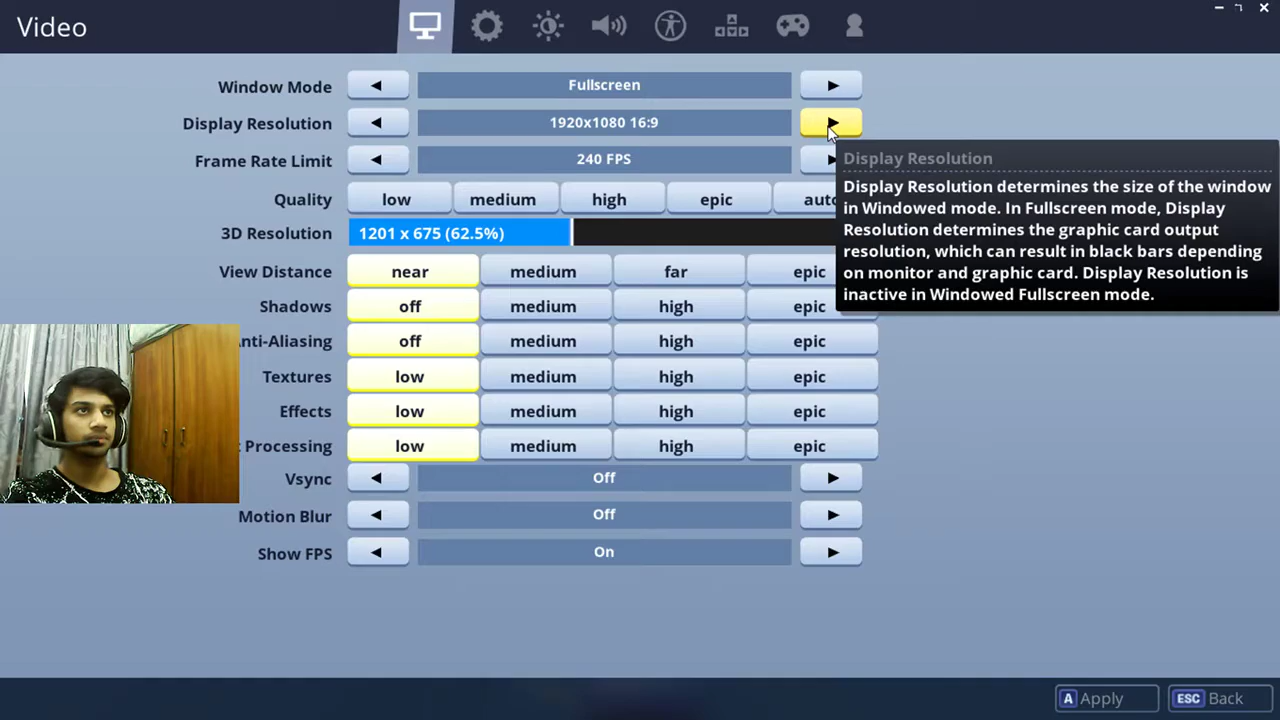 Video
Window Mode
Fullscreen
Display Resolution
1920x1080 16:9
Frame Rate Limit
240 FPS
Display Resolution
Display Resolution determines the size of the window
in Windowed mode. In Fullscreen mode, Display
Resolution determines the graphic card output
resolution, which can result in black bars depending
on monitor and graphic card. Display Resolution is
inactive in Windowed Fullscreen mode.
Quality low medium high epic auto
3D Resolution 1201 x 675 (62.5%)
View Distance near medium far epic
Shadows off medium high epic
nti-Aliasing off medium high epic
Textures low medium high epic
Effects low medium high epic
Processing low medium high epic
Vsync Off
Motion Blur Off
Show FPS On
A Apply ESC Back